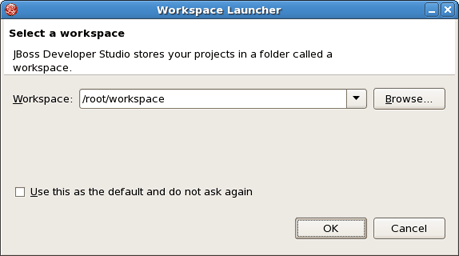 Workspace Launcher
Select a workspace
JBoss Developer Studio stores your projects in a folder called a
workspace.
Workspace: /root/workspace Browse...
Use this as the default and do not ask again
OK Cancel